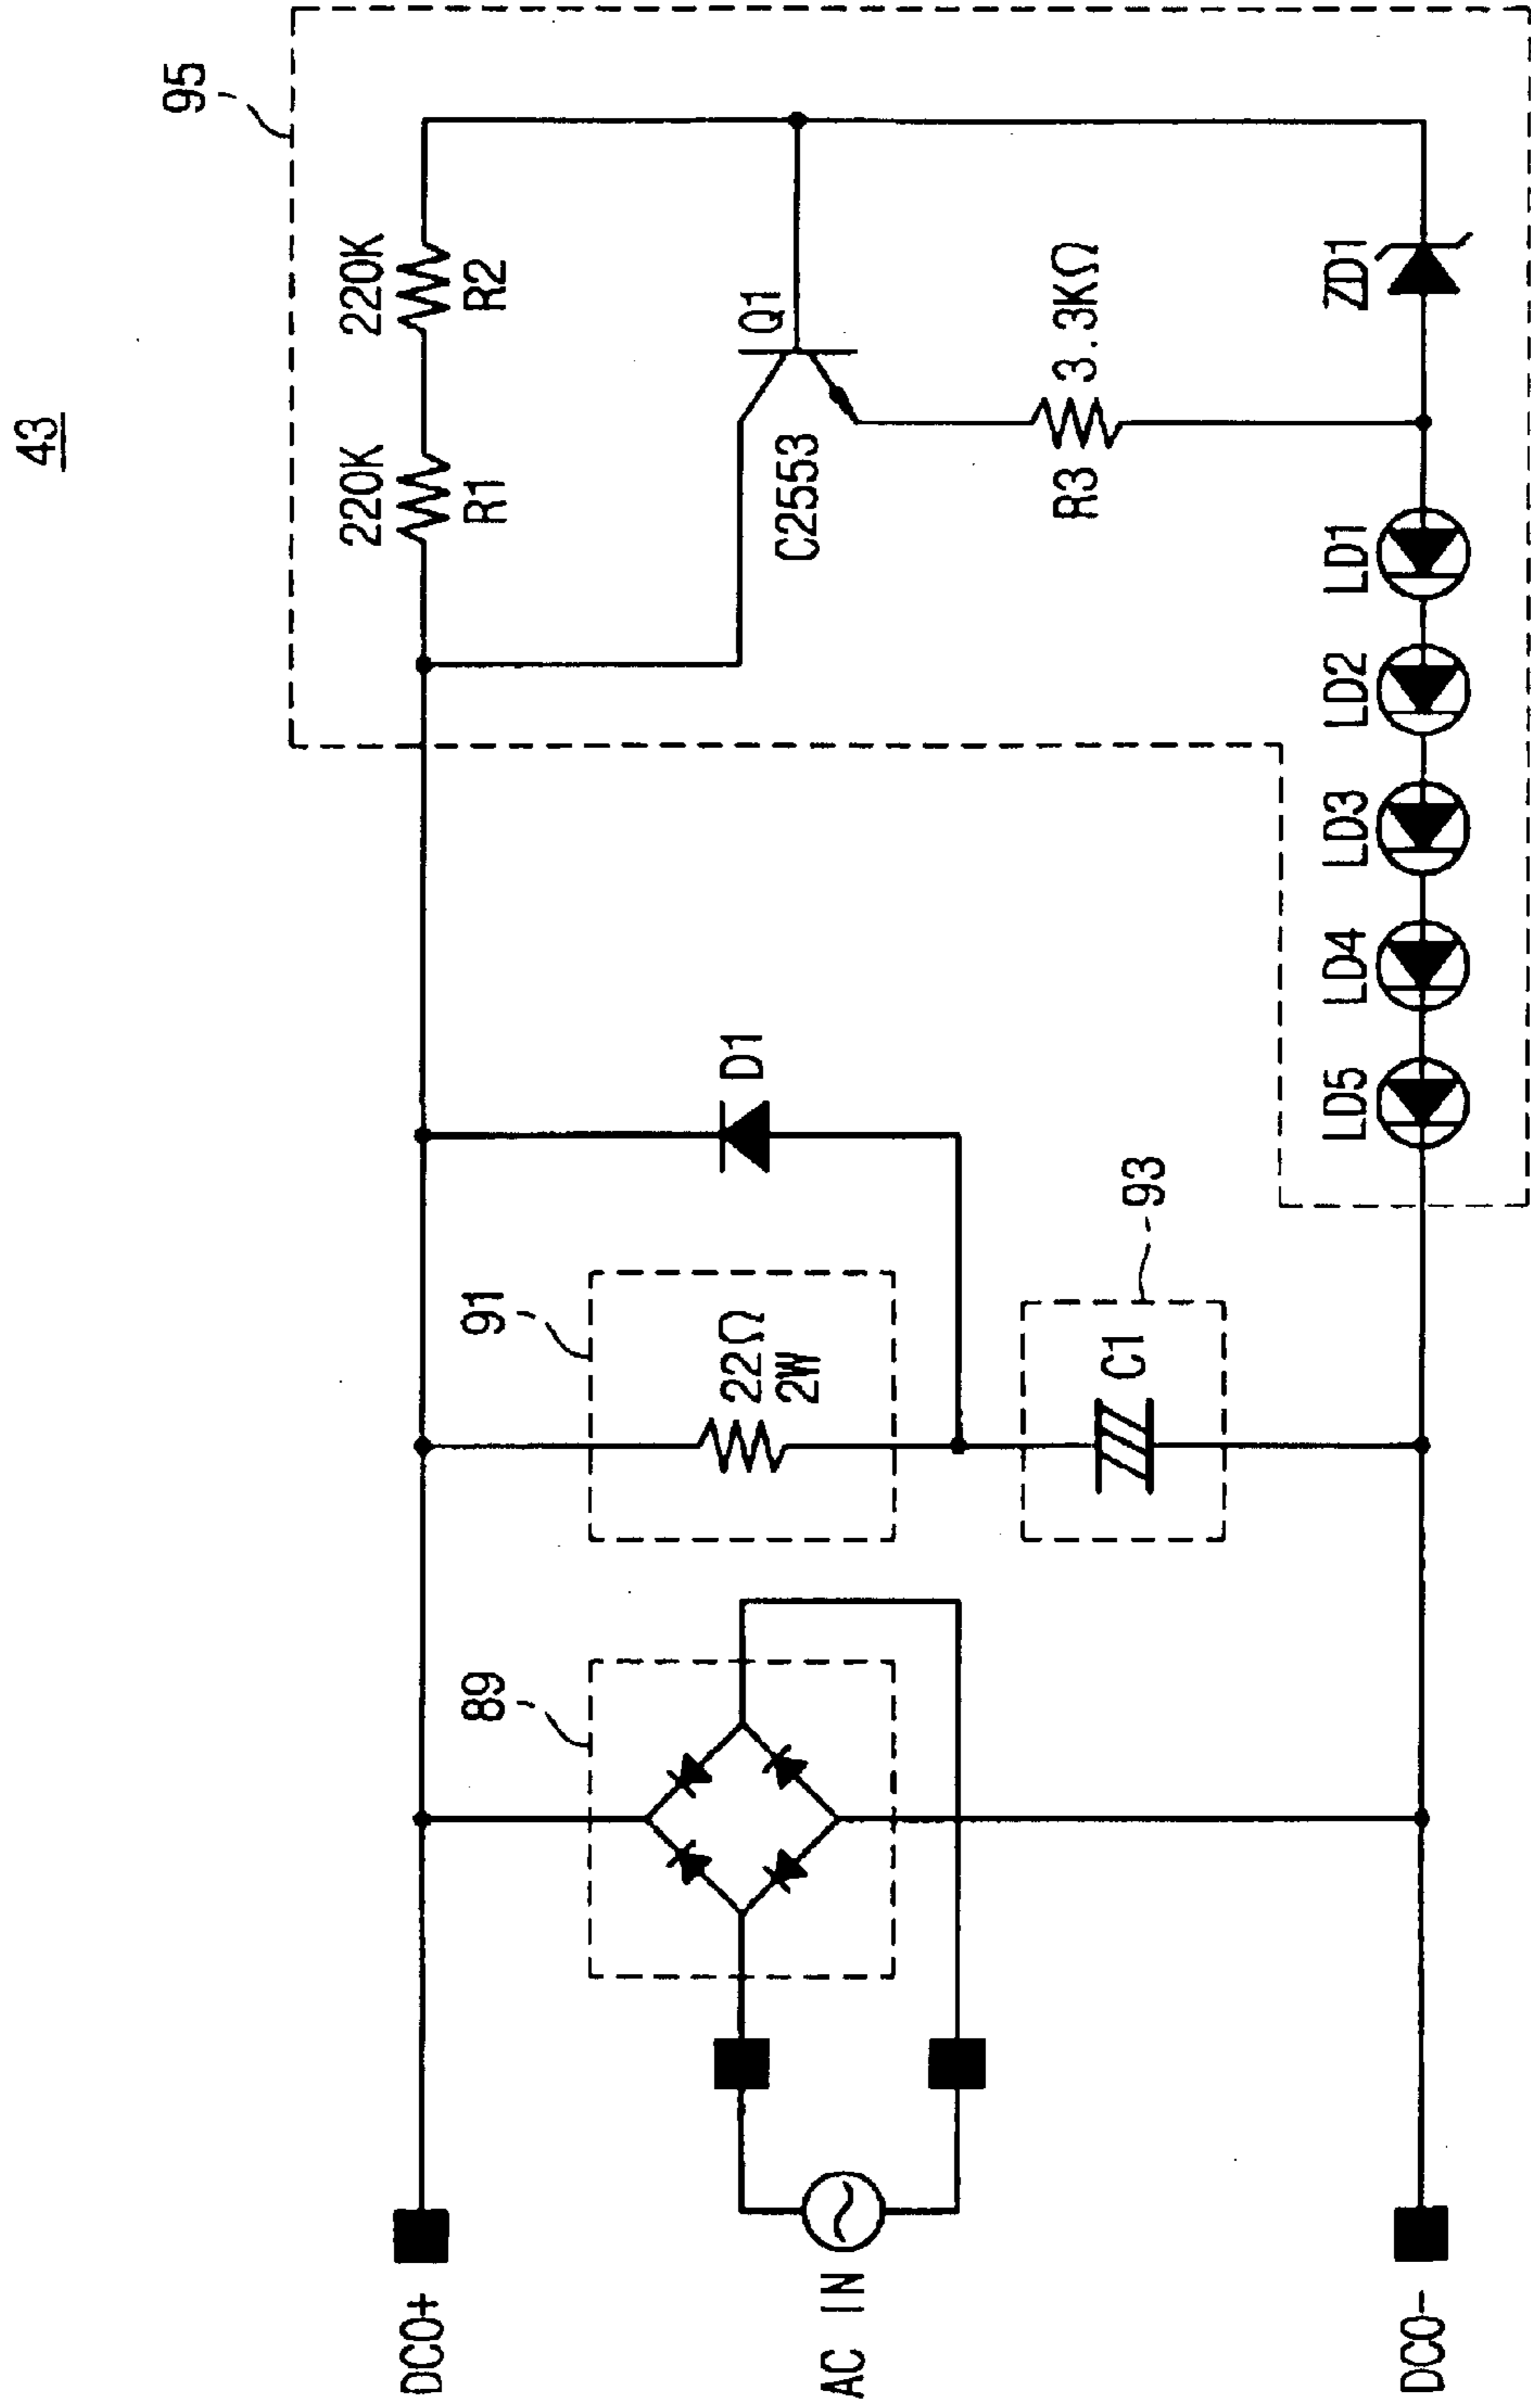 43
95
220K
R1
220K
R2
Q1
C2553
R3
3.3KΩ
ZD1
LD1
LD2
LD3
LD4
LD5
D1
91
22Ω
2W
93
C1
89
DCO+
AC IN
DCO-